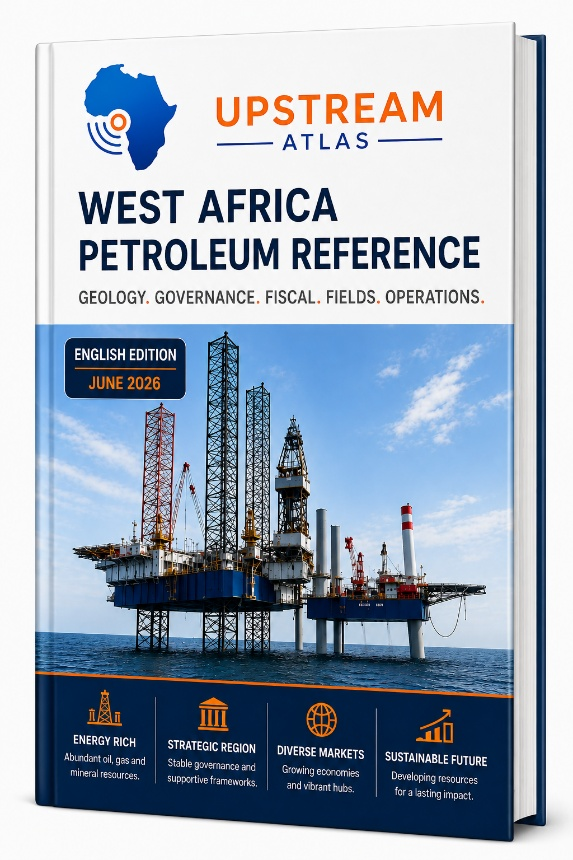 UPSTREAM
ATLAS
WEST AFRICA
PETROLEUM REFERENCE
GEOLOGY. GOVERNANCE. FISCAL. FIELDS. OPERATIONS.
ENGLISH EDITION
JUNE 2026
ENERGY RICH
Abundant oil, gas and
mineral resources.
STRATEGIC REGION
Stable governance and
supportive frameworks.
DIVERSE MARKETS
Growing economies
and vibrant hubs.
SUSTAINABLE FUTURE
Developing resources
for a lasting impact.